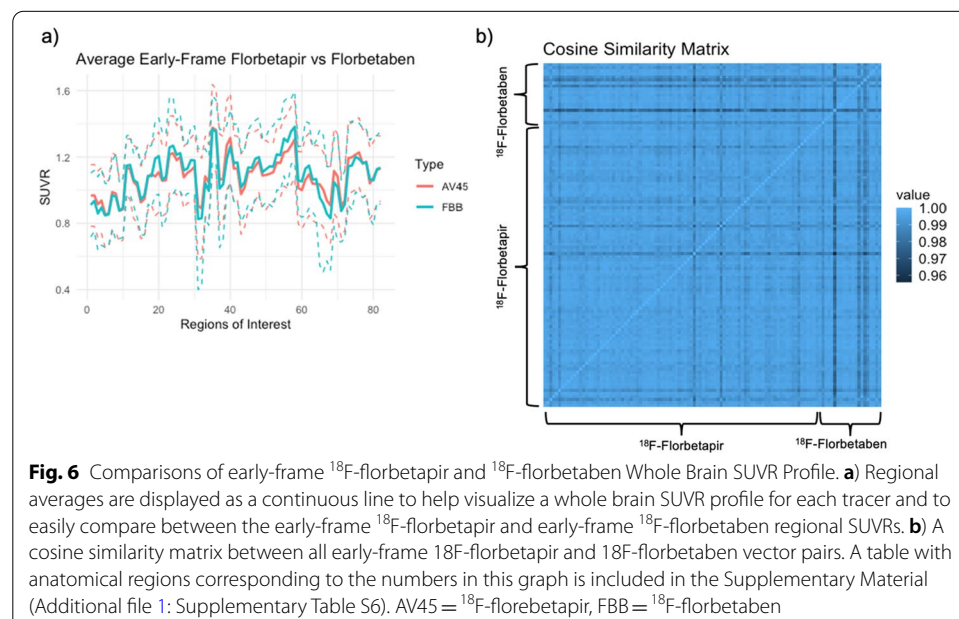 a)
Average Early-Frame Florbetapir vs Florbetaben
1.6
1.2
0.8
0.4
SUVR
0
20
40
60
80
Regions of Interest
Type
AV45
FBB
b)
Cosine Similarity Matrix
¹⁸F-Florbetaben
¹⁸F-Florbetapir
¹⁸F-Florbetapir
¹⁸F-Florbetaben
value
1.00
0.99
0.98
0.97
0.96
Fig. 6 Comparisons of early-frame ¹⁸F-florbetapir and ¹⁸F-florbetaben Whole Brain SUVR Profile. a) Regional
averages are displayed as a continuous line to help visualize a whole brain SUVR profile for each tracer and to
easily compare between the early-frame ¹⁸F-florbetapir and early-frame ¹⁸F-florbetaben regional SUVRs. b) A
cosine similarity matrix between all early-frame 18F-florbetapir and 18F-florbetaben vector pairs. A table with
anatomical regions corresponding to the numbers in this graph is included in the Supplementary Material
(Additional file 1: Supplementary Table S6). AV45 = ¹⁸F-florebetapir, FBB = ¹⁸F-florbetaben